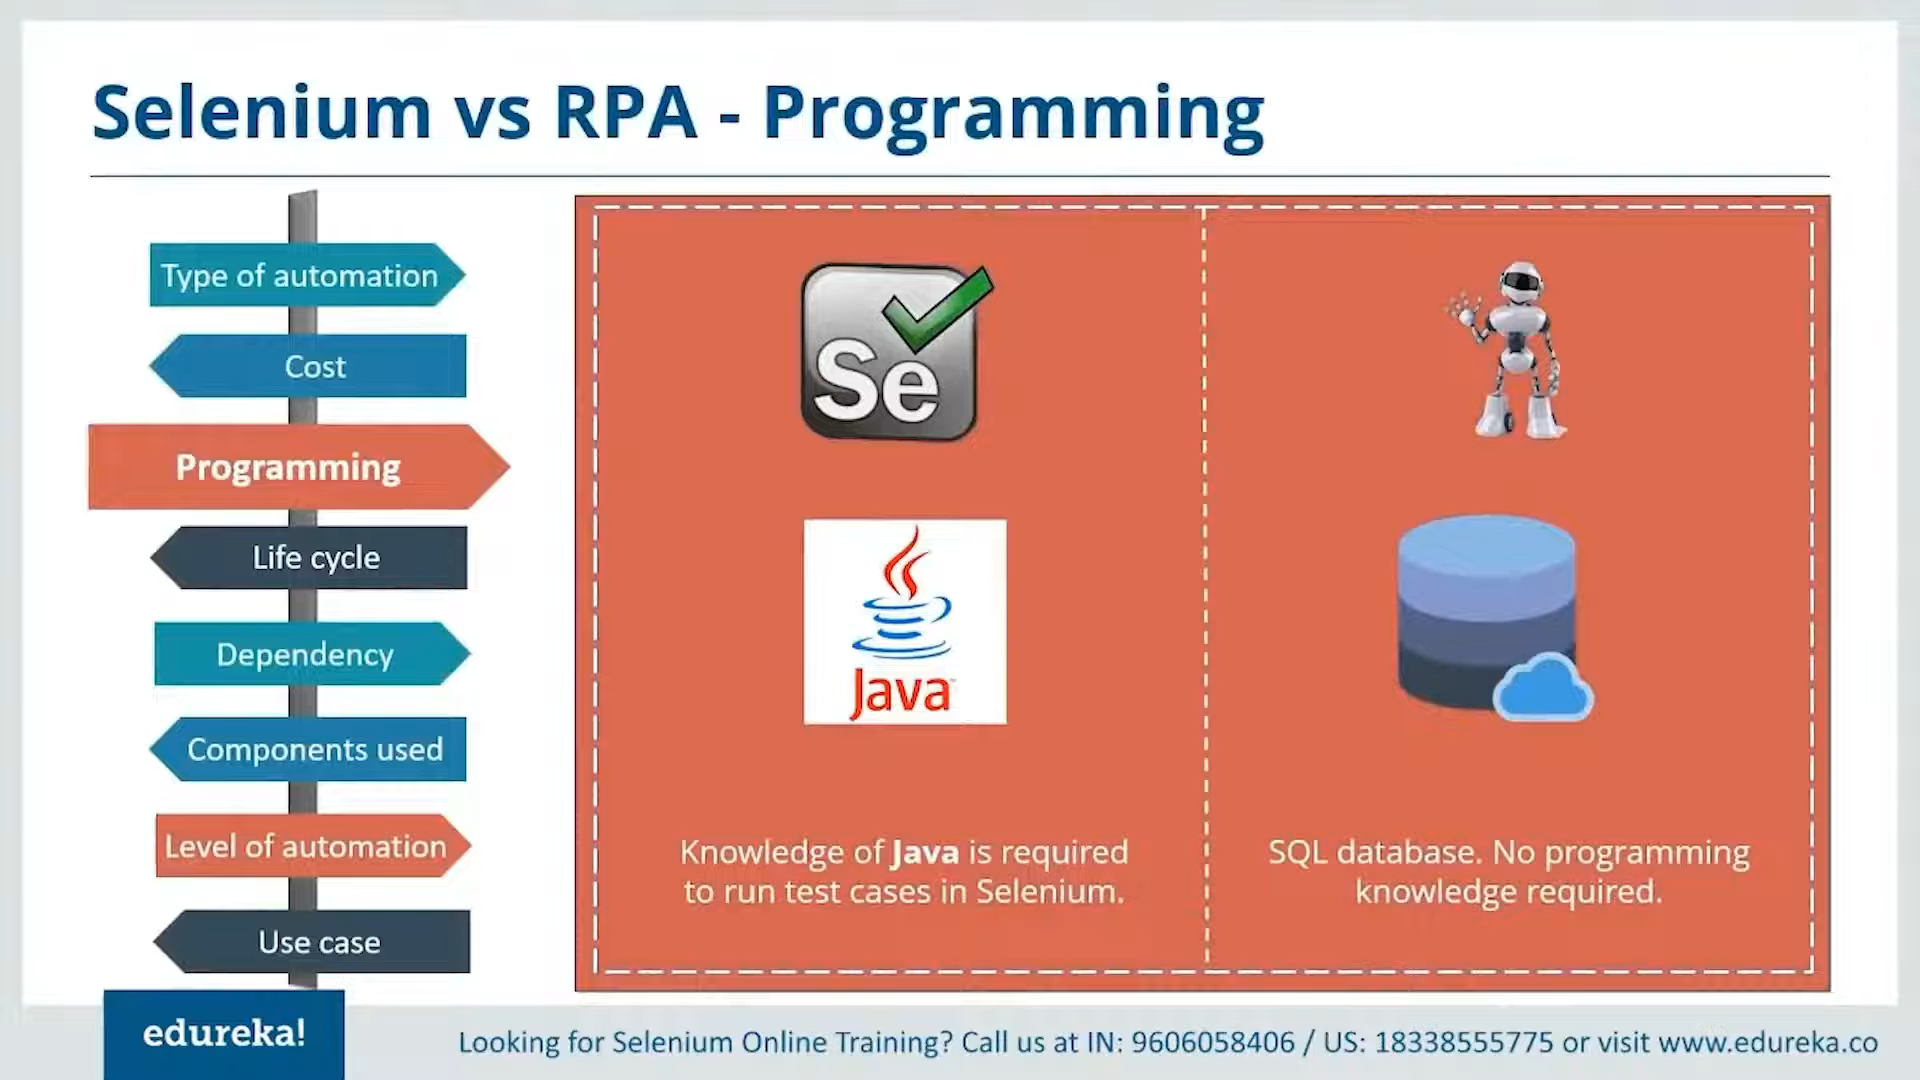 Selenium vs RPA - Programming
Type of automation
Cost
Programming
Life cycle
Dependency
Components used
Level of automation
Use case
Se
Java
Knowledge of Java is required
to run test cases in Selenium.
SQL database. No programming
knowledge required.
edureka!
Looking for Selenium Online Training? Call us at IN: 9606058406 / US: 18338555775 or visit www.edureka.co